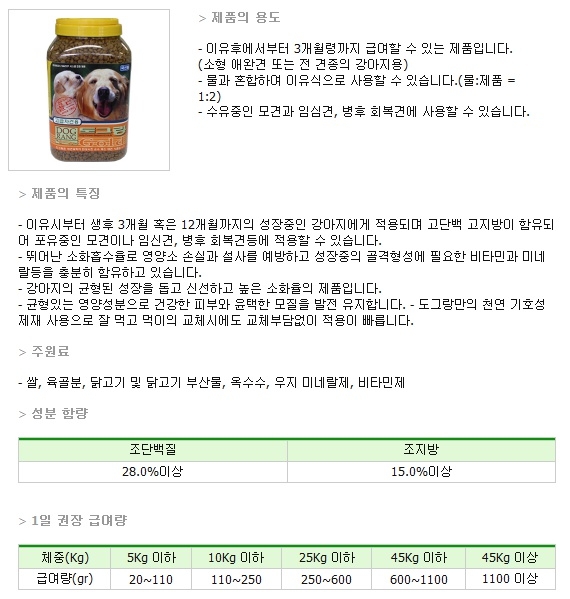 > 제품의 용도
- 이유후에서부터 3개월령까지 급여할 수 있는 제품입니다.
(소형 애완견 또는 전 견종의 강아지용)
- 물과 혼합하며 이유식으로 사용할 수 있습니다.(물:제품 =
1:2)
- 수유중인 모견과 임심견, 병후 회복견에 사용할 수 있습니다.
DOG
RANG
> 제품의 특징
- 이유시부터 생후 3개월 혹은 12개월까지의 성장중인 강아지에게 적용되며 고단백 고지방이 함유되
어 포유중인 모견이나 임신견, 병후 회복견등에 적용할 수 있습니다.
- 뛰어난 소화흡수율로 영양소 손실과 설사를 예방하고 성장중의 골격형성에 필요한 비타민과 미네
랄등을 충분히 함유하고 있습니다.
- 강아지의 균형된 성장을 돕고 신선하고 높은 소화율의 제품입니다.
- 균형있는 영양성분으로 건강한 피부와 윤택한 모질을 발전 유지합니다. - 도그랑만의 천연 기호성
제재 사용으로 잘 먹고 먹이의 교체시에도 교체부담없이 적용이 빠릅니다.
> 주원료
- 쌀, 육골분, 닭고기 및 닭고기 부산물, 옥수수, 우지 미네랄제, 비타민제
> 성분 함량
조단백질 조지방
28.0%이상 15.0%이상
> 1일 권장 급여량
체중(Kg) 5Kg 이하 10Kg 이하 25Kg 이하 45Kg 이하 45Kg 이상
급여량(gr) 20~110 110~250 250~600 600~1100 1100 이상